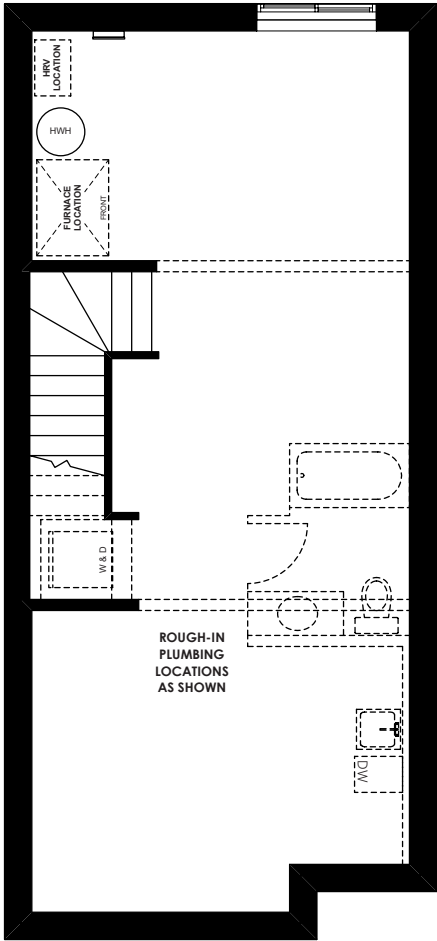 HRV
LOCATION
HWH
FURNACE
LOCATION
FRONT
W & D
ROUGH-IN
PLUMBING
LOCATIONS
AS SHOWN
DW